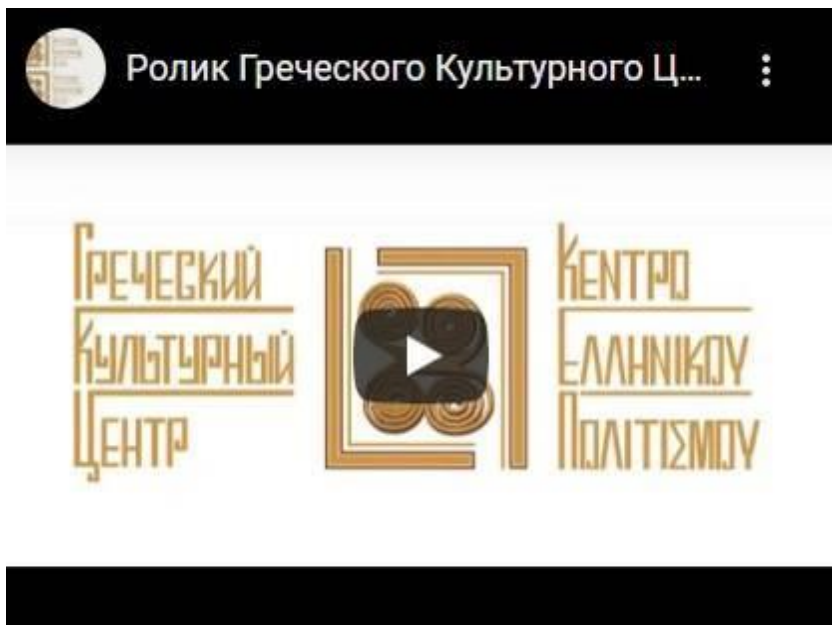 Ролик Греческого Культурного Ц...
Греческий
Культурный
Центр
Κεντρο
Ελληνικου
Πολιτισμου